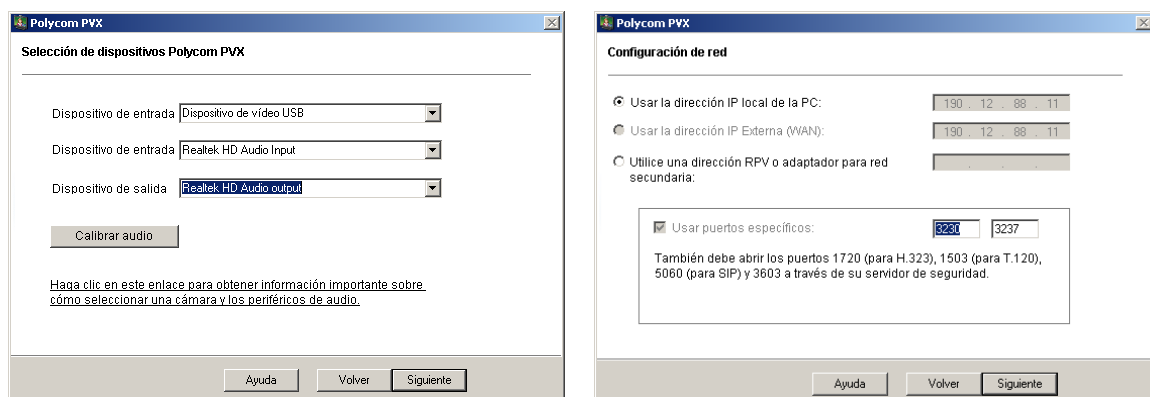 Polycom PVX
Selección de dispositivos Polycom PVX
Dispositivo de entrada Dispositivo de vídeo USB
Dispositivo de entrada Realtek HD Audio Input
Dispositivo de salida Realtek HD Audio output
Calibrar audio
Haga clic en este enlace para obtener información importante sobre
cómo seleccionar una cámara y los periféricos de audio.
Ayuda Volver Siguiente
Polycom PVX
Configuración de red
Usar la dirección IP local de la PC: 190 . 12 . 88 . 11
Usar la dirección IP Externa (WAN): 190 . 12 . 88 . 11
Utilice una dirección RPV o adaptador para red . . .
secundaria:
Usar puertos específicos: 3230 3237
También debe abrir los puertos 1720 (para H.323), 1503 (para T.120),
5060 (para SIP) y 3603 a través de su servidor de seguridad.
Ayuda Volver Siguiente